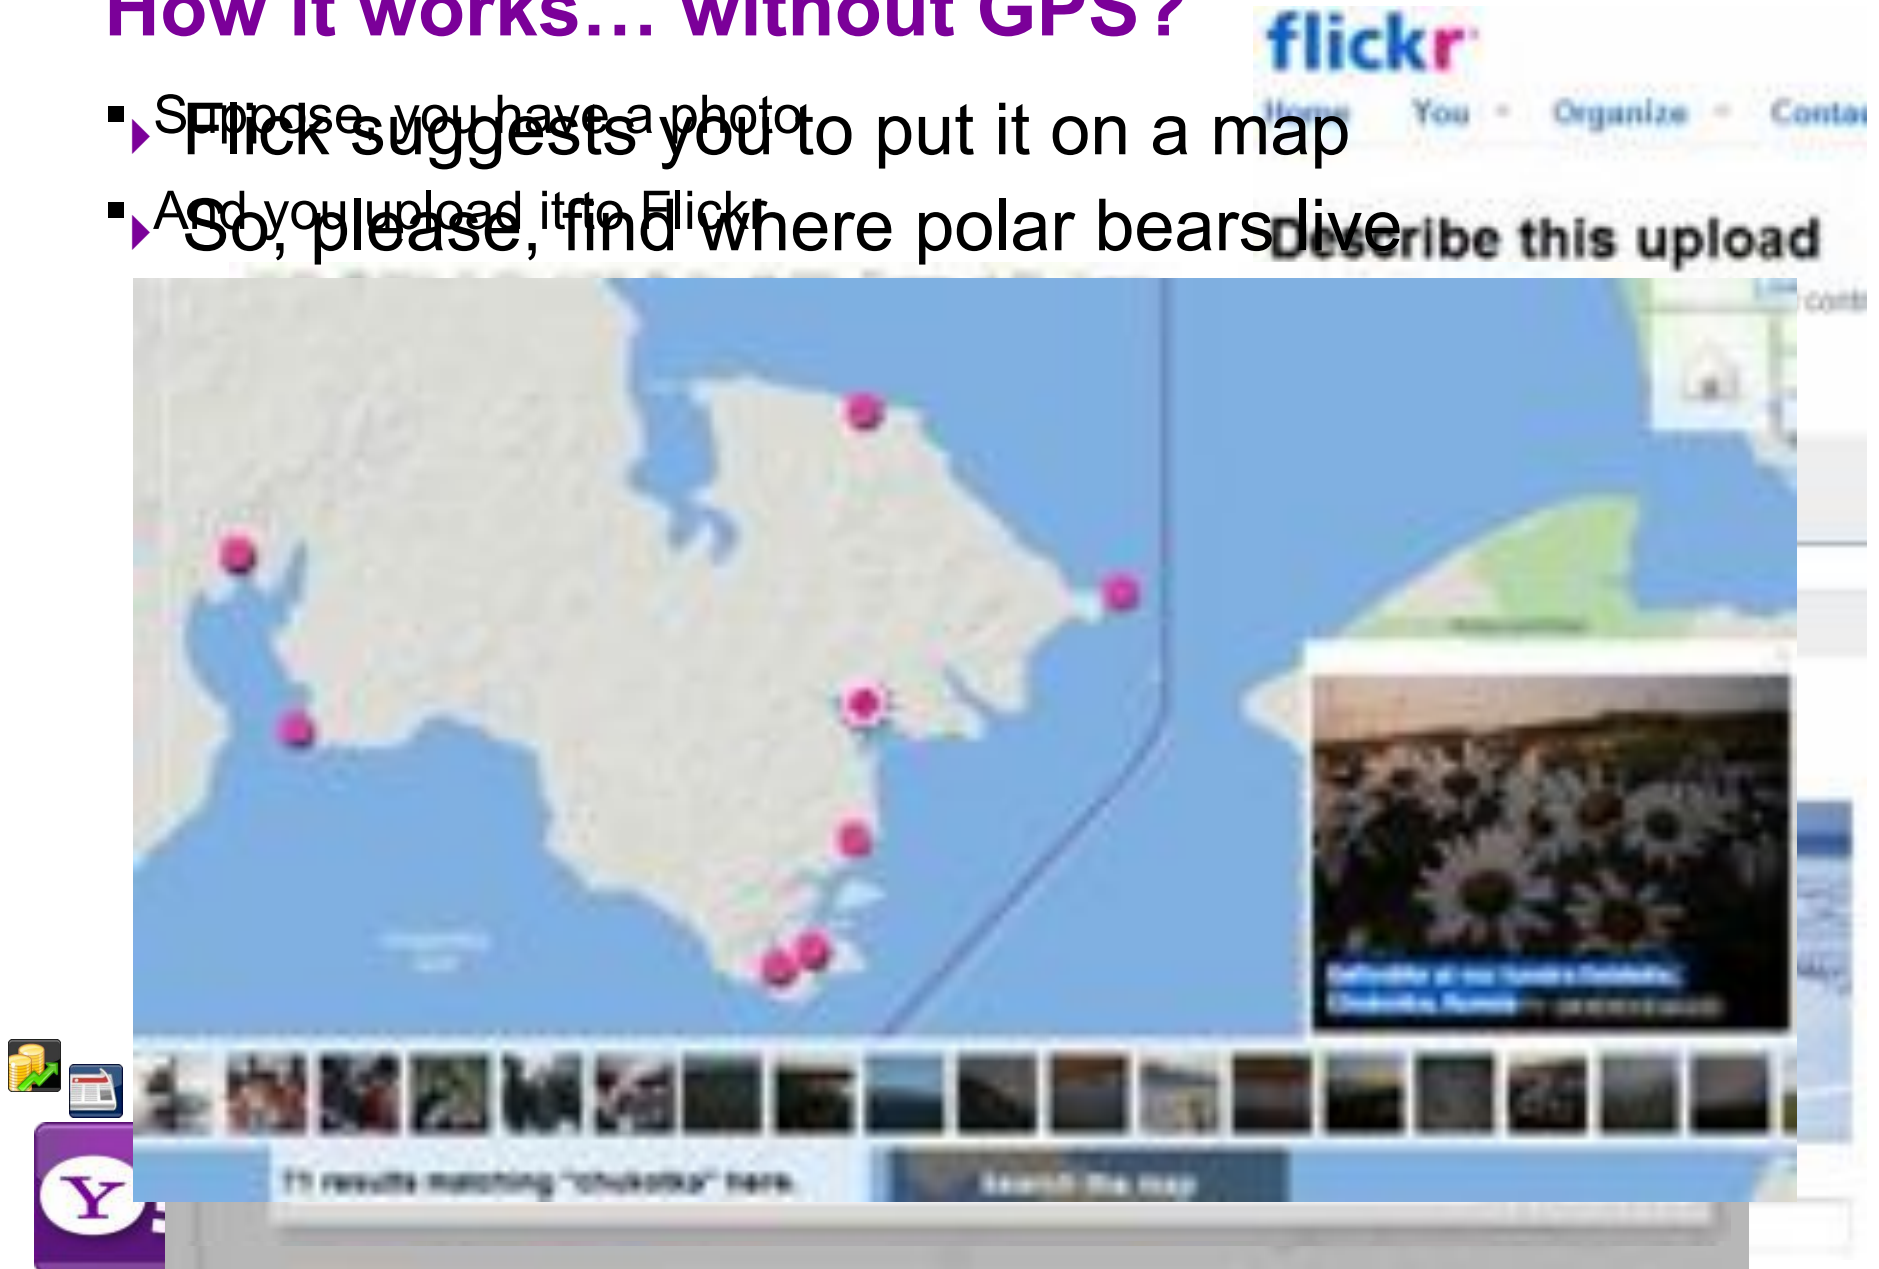 How it works... without GPS?
flickr
Home You Organize Contac
Suppose, you have a photo
Flick suggests you to put it on a map
And you upload it to Flickr
So, please, find where polar bears live
Describe this upload
71 results matching "chukotka" here.
Search the map
Y